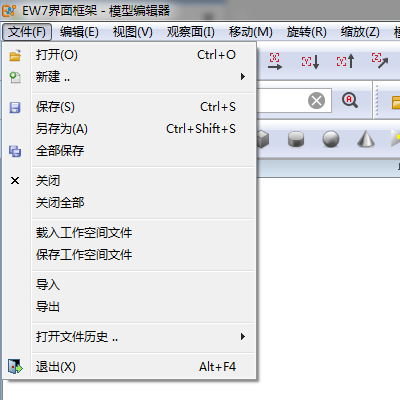 EW7界面框架 - 模型编辑器
文件(F) 编辑(E) 视图(V) 观察面(I) 移动(M) 旋转(R) 缩放(Z)
打开(O) Ctrl+O
新建 ..
保存(S) Ctrl+S
另存为(A) Ctrl+Shift+S
全部保存
关闭
关闭全部
载入工作空间文件
保存工作空间文件
导入
导出
打开文件历史 ..
退出(X) Alt+F4